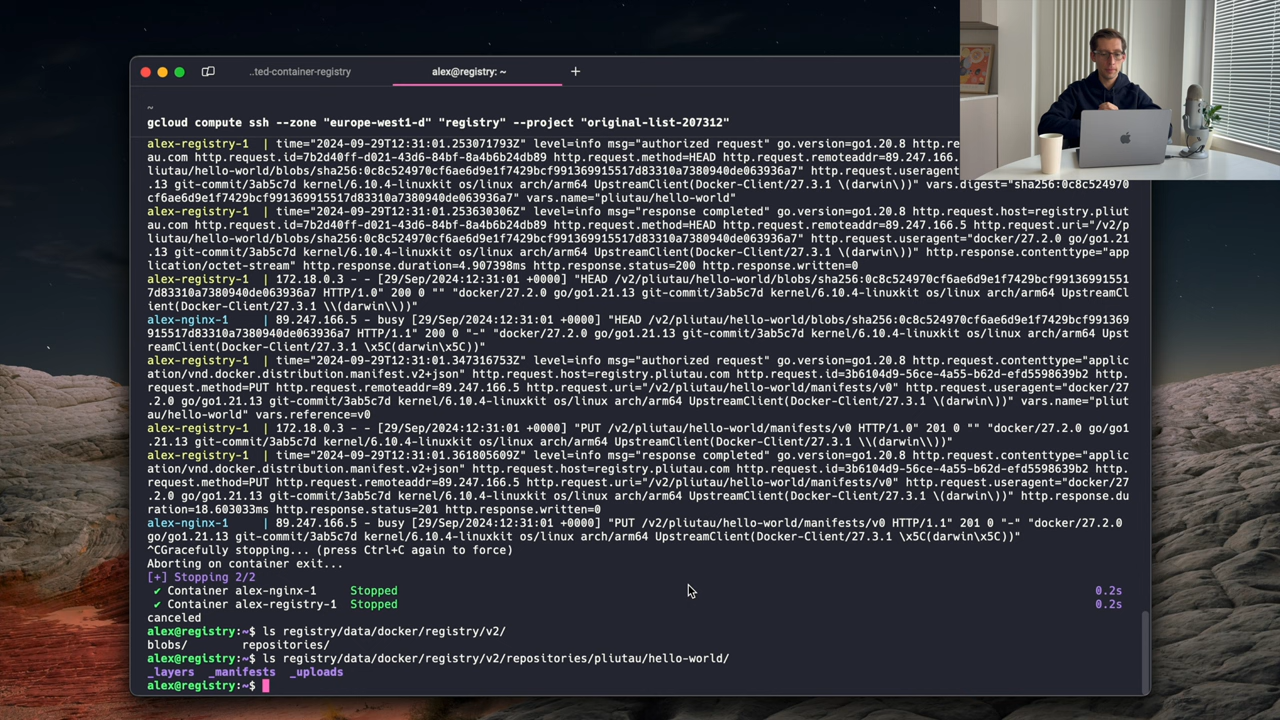 ..ted-container-registry
alex@registry: ~
+
~
gcloud compute ssh --zone "europe-west1-d" "registry" --project "original-list-207312"
alex-registry-1  | time="2024-09-29T12:31:01.253071793Z" level=info msg="authorized request" go.version=go1.20.8 http.re
au.com http.request.id=7b2d40ff-d021-43d6-84bf-8a4b6b24db89 http.request.method=HEAD http.request.remoteaddr=89.247.166.
liutau/hello-world/blobs/sha256:0c8c524970cf6ae6d9e1f7429bcf991369915517d83310a7380940de063936a7" http.request.useragent
.13 git-commit/3ab5c7d kernel/6.10.4-linuxkit os/linux arch/arm64 UpstreamClient(Docker-Client/27.3.1 \(darwin\))" vars.digest="sha256:0c8c524970
cf6ae6d9e1f7429bcf991369915517d83310a7380940de063936a7" vars.name="pliutau/hello-world"
alex-registry-1  | time="2024-09-29T12:31:01.253630306Z" level=info msg="response completed" go.version=go1.20.8 http.request.host=registry.pliut
au.com http.request.id=7b2d40ff-d021-43d6-84bf-8a4b6b24db89 http.request.method=HEAD http.request.remoteaddr=89.247.166.5 http.request.uri="/v2/p
liutau/hello-world/blobs/sha256:0c8c524970cf6ae6d9e1f7429bcf991369915517d83310a7380940de063936a7" http.request.useragent="docker/27.2.0 go/go1.21
.13 git-commit/3ab5c7d kernel/6.10.4-linuxkit os/linux arch/arm64 UpstreamClient(Docker-Client/27.3.1 \(darwin\))" http.response.contenttype="app
lication/octet-stream" http.response.duration=4.907398ms http.response.status=200 http.response.written=0
alex-registry-1  | 172.18.0.3 - - [29/Sep/2024:12:31:01 +0000] "HEAD /v2/pliutau/hello-world/blobs/sha256:0c8c524970cf6ae6d9e1f7429bcf99136991551
7d83310a7380940de063936a7 HTTP/1.0" 200 0 "" "docker/27.2.0 go/go1.21.13 git-commit/3ab5c7d kernel/6.10.4-linuxkit os/linux arch/arm64 UpstreamCl
ient(Docker-Client/27.3.1 \\(darwin\\))"
alex-nginx-1     | 89.247.166.5 - busy [29/Sep/2024:12:31:01 +0000] "HEAD /v2/pliutau/hello-world/blobs/sha256:0c8c524970cf6ae6d9e1f7429bcf991369
915517d83310a7380940de063936a7 HTTP/1.1" 200 0 "-" "docker/27.2.0 go/go1.21.13 git-commit/3ab5c7d kernel/6.10.4-linuxkit os/linux arch/arm64 Upst
reamClient(Docker-Client/27.3.1 \x5C(darwin\x5C))"
alex-registry-1  | time="2024-09-29T12:31:01.347316753Z" level=info msg="authorized request" go.version=go1.20.8 http.request.contenttype="applic
ation/vnd.docker.distribution.manifest.v2+json" http.request.host=registry.pliutau.com http.request.id=3b6104d9-56ce-4a55-b62d-efd5598639b2 http.
request.method=PUT http.request.remoteaddr=89.247.166.5 http.request.uri="/v2/pliutau/hello-world/manifests/v0" http.request.useragent="docker/27
.2.0 go/go1.21.13 git-commit/3ab5c7d kernel/6.10.4-linuxkit os/linux arch/arm64 UpstreamClient(Docker-Client/27.3.1 \(darwin\))" vars.name="pliut
au/hello-world" vars.reference=v0
alex-registry-1  | 172.18.0.3 - - [29/Sep/2024:12:31:01 +0000] "PUT /v2/pliutau/hello-world/manifests/v0 HTTP/1.0" 201 0 "" "docker/27.2.0 go/go1
.21.13 git-commit/3ab5c7d kernel/6.10.4-linuxkit os/linux arch/arm64 UpstreamClient(Docker-Client/27.3.1 \\(darwin\\))"
alex-registry-1  | time="2024-09-29T12:31:01.361805609Z" level=info msg="response completed" go.version=go1.20.8 http.request.contenttype="applic
ation/vnd.docker.distribution.manifest.v2+json" http.request.host=registry.pliutau.com http.request.id=3b6104d9-56ce-4a55-b62d-efd5598639b2 http.
request.method=PUT http.request.remoteaddr=89.247.166.5 http.request.uri="/v2/pliutau/hello-world/manifests/v0" http.request.useragent="docker/27
.2.0 go/go1.21.13 git-commit/3ab5c7d kernel/6.10.4-linuxkit os/linux arch/arm64 UpstreamClient(Docker-Client/27.3.1 \(darwin\))" http.response.du
ration=18.603033ms http.response.status=201 http.response.written=0
alex-nginx-1     | 89.247.166.5 - busy [29/Sep/2024:12:31:01 +0000] "PUT /v2/pliutau/hello-world/manifests/v0 HTTP/1.1" 201 0 "-" "docker/27.2.0
go/go1.21.13 git-commit/3ab5c7d kernel/6.10.4-linuxkit os/linux arch/arm64 UpstreamClient(Docker-Client/27.3.1 \x5C(darwin\x5C))"
^CGracefully stopping... (press Ctrl+C again to force)
Aborting on container exit...
[+] Stopping 2/2
✔ Container alex-nginx-1     Stopped     0.2s
✔ Container alex-registry-1  Stopped     0.2s
canceled
alex@registry:~$ ls registry/data/docker/registry/v2/
blobs/        repositories/
alex@registry:~$ ls registry/data/docker/registry/v2/repositories/pliutau/hello-world/
_layers  _manifests  _uploads
alex@registry:~$